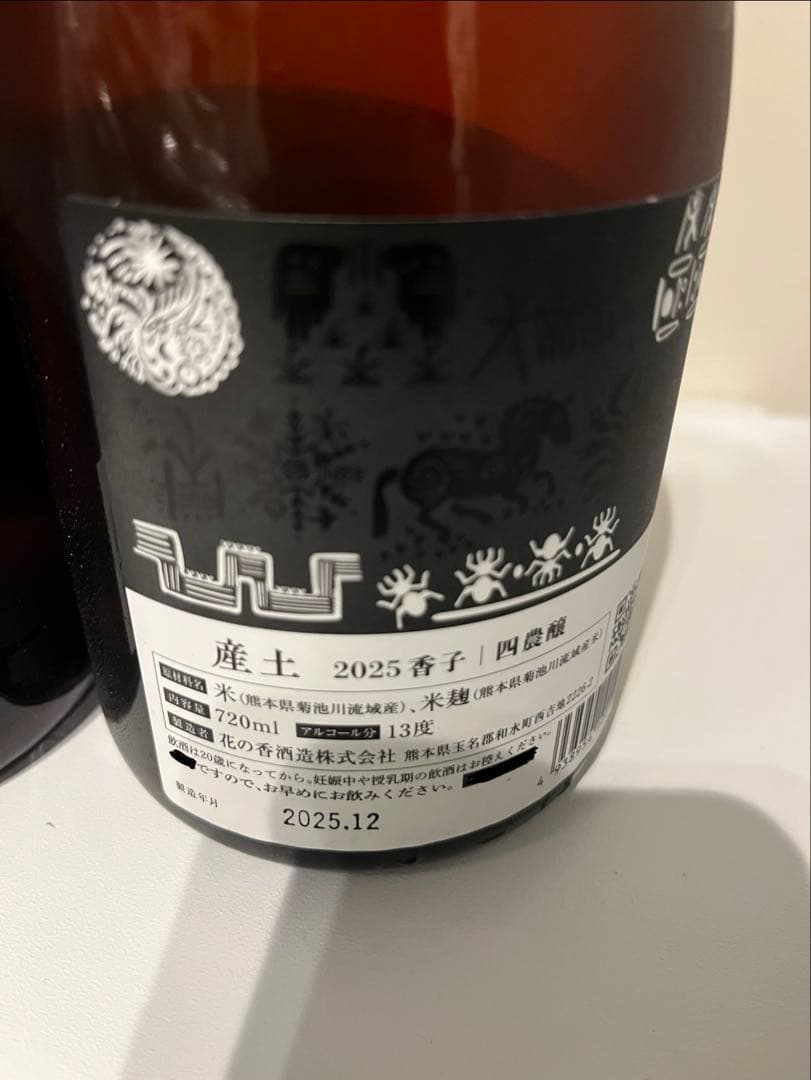 産土 2025 香子｜四農醸
原材料名 米（熊本県菊池川流域産）、米麹（熊本県菊池川流域産米）
内容量 720ml アルコール分 13度
製造者 花の香酒造株式会社 熊本県玉名郡和水町西吉地2226-2
飲酒は20歳になってから。妊娠中や授乳期の飲酒はお控えください。
ですので、お早めにお飲みください。
製造年月 2025.12